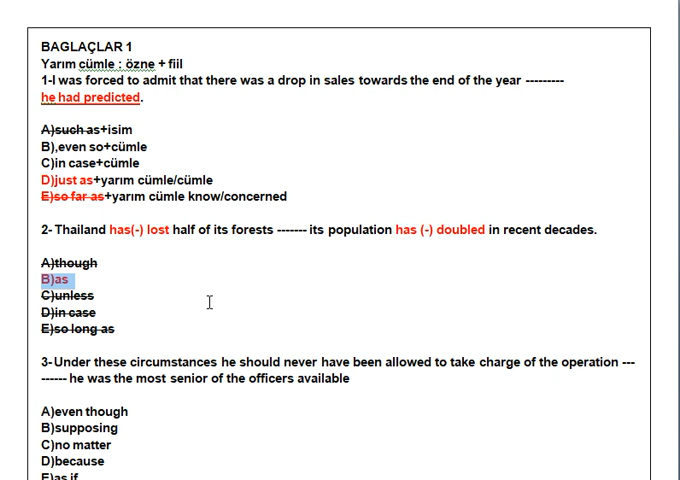 BAGLAÇLAR 1
Yarım cümle : özne + fiil
1-I was forced to admit that there was a drop in sales towards the end of the year ---------
he had predicted.
A)such as+isim
B),even so+cümle
C)in case+cümle
D)just as+yarım cümle/cümle
E)so far as+yarım cümle know/concerned
2- Thailand has(-) lost half of its forests ------- its population has (-) doubled in recent decades.
A)though
B)as
C)unless
D)in case
E)so long as
3-Under these circumstances he should never have been allowed to take charge of the operation ---
------ he was the most senior of the officers available
A)even though
B)supposing
C)no matter
D)because
E)as if